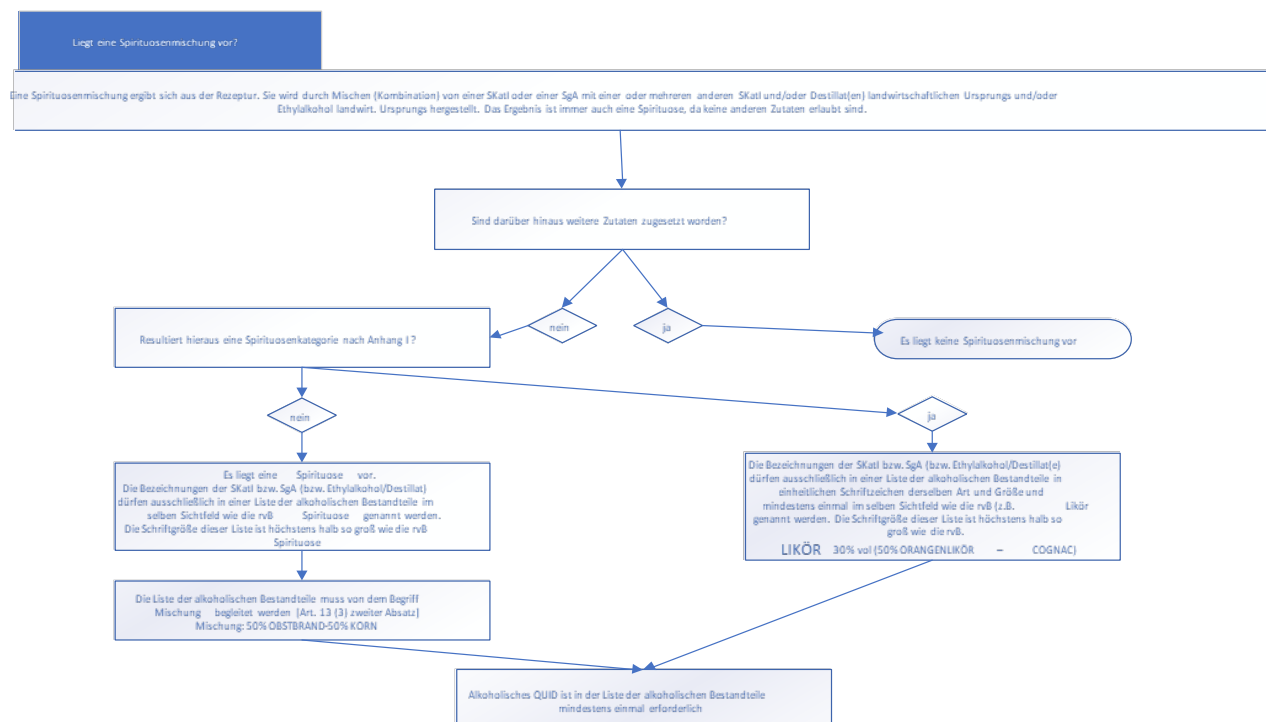 Liegt eine Spirituosenmischung vor?
Eine Spirituosenmischung ergibt sich aus der Rezeptur. Sie wird durch Mischen (Kombination) von einer SKatI oder einer SgA mit einer oder mehreren anderen SKatI und/oder Destillat(en) landwirtschaftlichen Ursprungs und/oder
Ethylalkohol landwirt. Ursprungs hergestellt. Das Ergebnis ist immer auch eine Spirituose, da keine anderen Zutaten erlaubt sind.
Sind darüber hinaus weitere Zutaten zugesetzt worden?
nein
ja
Resultiert hieraus eine Spirituosenkategorie nach Anhang I?
Es liegt keine Spirituosenmischung vor
nein
ja
Es liegt eine Spirituose vor.
Die Bezeichnungen der SKatI bzw. SgA (bzw. Ethylalkohol/Destillat)
dürfen ausschließlich in einer Liste der alkoholischen Bestandteile im
selben Sichtfeld wie die rvB Spirituose genannt werden.
Die Schriftgröße dieser Liste ist höchstens halb so groß wie die rvB
Spirituose
Die Bezeichnungen der SKatI bzw. SgA (bzw. Ethylalkohol/Destillat(e)
dürfen ausschließlich in einer Liste der alkoholischen Bestandteile in
einheitlichen Schriftzeichen derselben Art und Größe und
mindestens einmal im selben Sichtfeld wie die rvB (z.B. Likör
genannt werden. Die Schriftgröße dieser Liste ist höchstens halb so
groß wie die rvB.
LIKÖR 30% vol (50% ORANGENLIKÖR – COGNAC)
Die Liste der alkoholischen Bestandteile muss von dem Begriff
Mischung begleitet werden [Art. 13 (3) zweiter Absatz]
Mischung: 50% OBSTBRAND-50% KORN
Alkoholisches QUID ist in der Liste der alkoholischen Bestandteile
mindestens einmal erforderlich